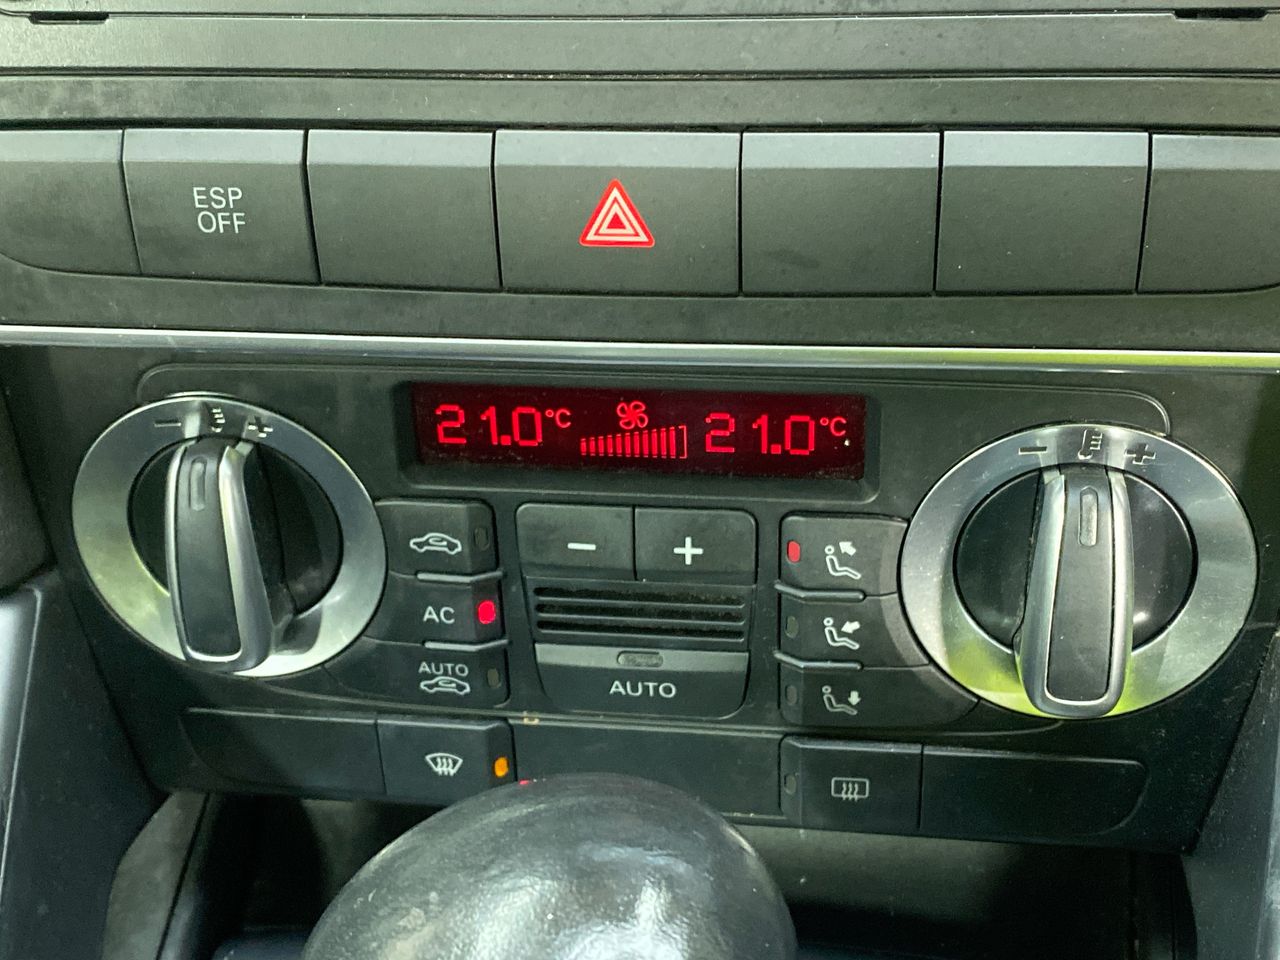 ESP
OFF
21.0°C
21.0°C
- +
- +
- +
AC
AUTO
AUTO